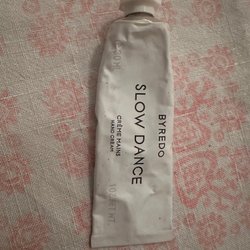 BYREDO
SLOW DANCE
CRÈME MAINS
HAND CREAM